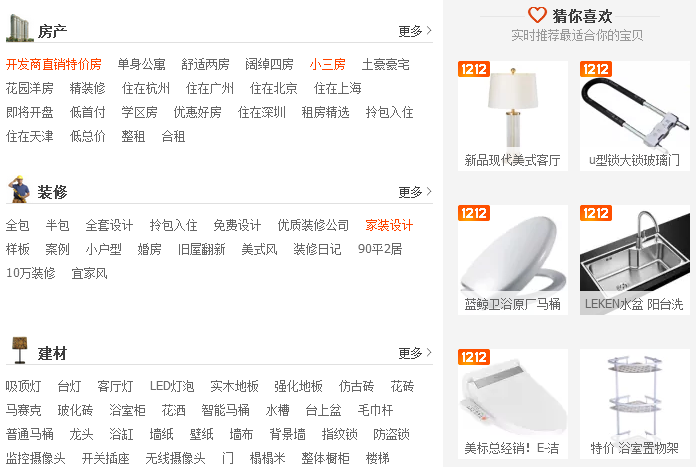 房产
更多
开发商直销特价房 单身公寓 舒适两房 阔绰四房 小三房 土豪豪宅
花园洋房 精装修 住在杭州 住在广州 住在北京 住在上海
即将开盘 低首付 学区房 优惠好房 住在深圳 租房精选 拎包入住
住在天津 低总价 整租 合租
装修
更多
全包 半包 全套设计 拎包入住 免费设计 优质装修公司 家装设计
样板 案例 小户型 婚房 旧屋翻新 美式风 装修日记 90平2居
10万装修 宜家风
建材
更多
吸顶灯 台灯 客厅灯 LED灯泡 实木地板 强化地板 仿古砖 花砖
马赛克 玻化砖 浴室柜 花洒 智能马桶 水槽 台上盆 毛巾杆
普通马桶 龙头 浴缸 墙纸 壁纸 墙布 背景墙 指纹锁 防盗锁
监控摄像头 开关插座 无线摄像头 门 榻榻米 整体橱柜 楼梯
猜你喜欢
实时推荐最适合你的宝贝
1212
新品现代美式客厅
1212
u型锁大锁玻璃门
1212
蓝鲸卫浴原厂马桶
1212
LEKEN水盆 阳台洗
1212
美标总经销！E-洁
特价 浴室置物架